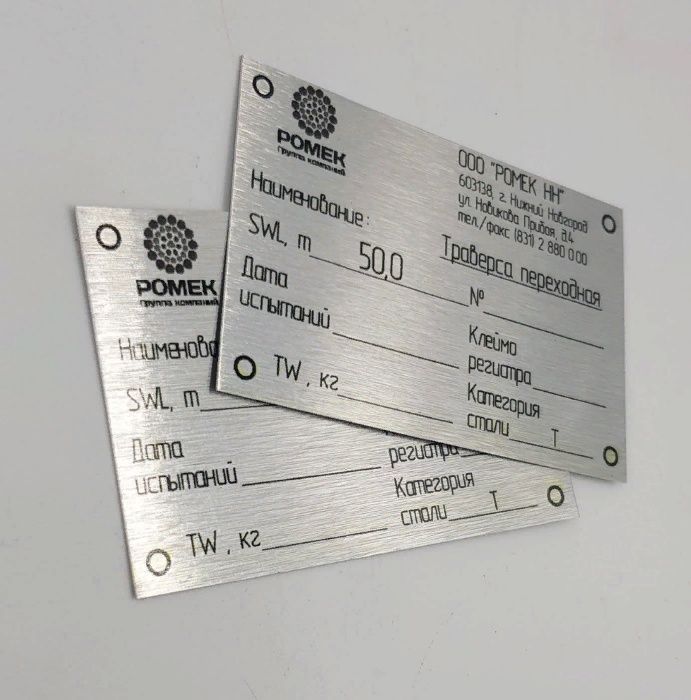 РОМЕК
Группа компаний
ООО "РОМЕК НН"
603138, г. Нижний Новгород
ул. Новикова Прибоя, д.4
тел./факс (831) 2 880 000
Наименование:
Траверса переходная
SWL, т 50,0
№
Дата
испытаний
Клеймо
регистра
TW , кг
Категория
стали Т
РОМЕК
Группа компаний
SWL, т
Дата
испытаний
регистра
TW , кг
Категория
стали Т